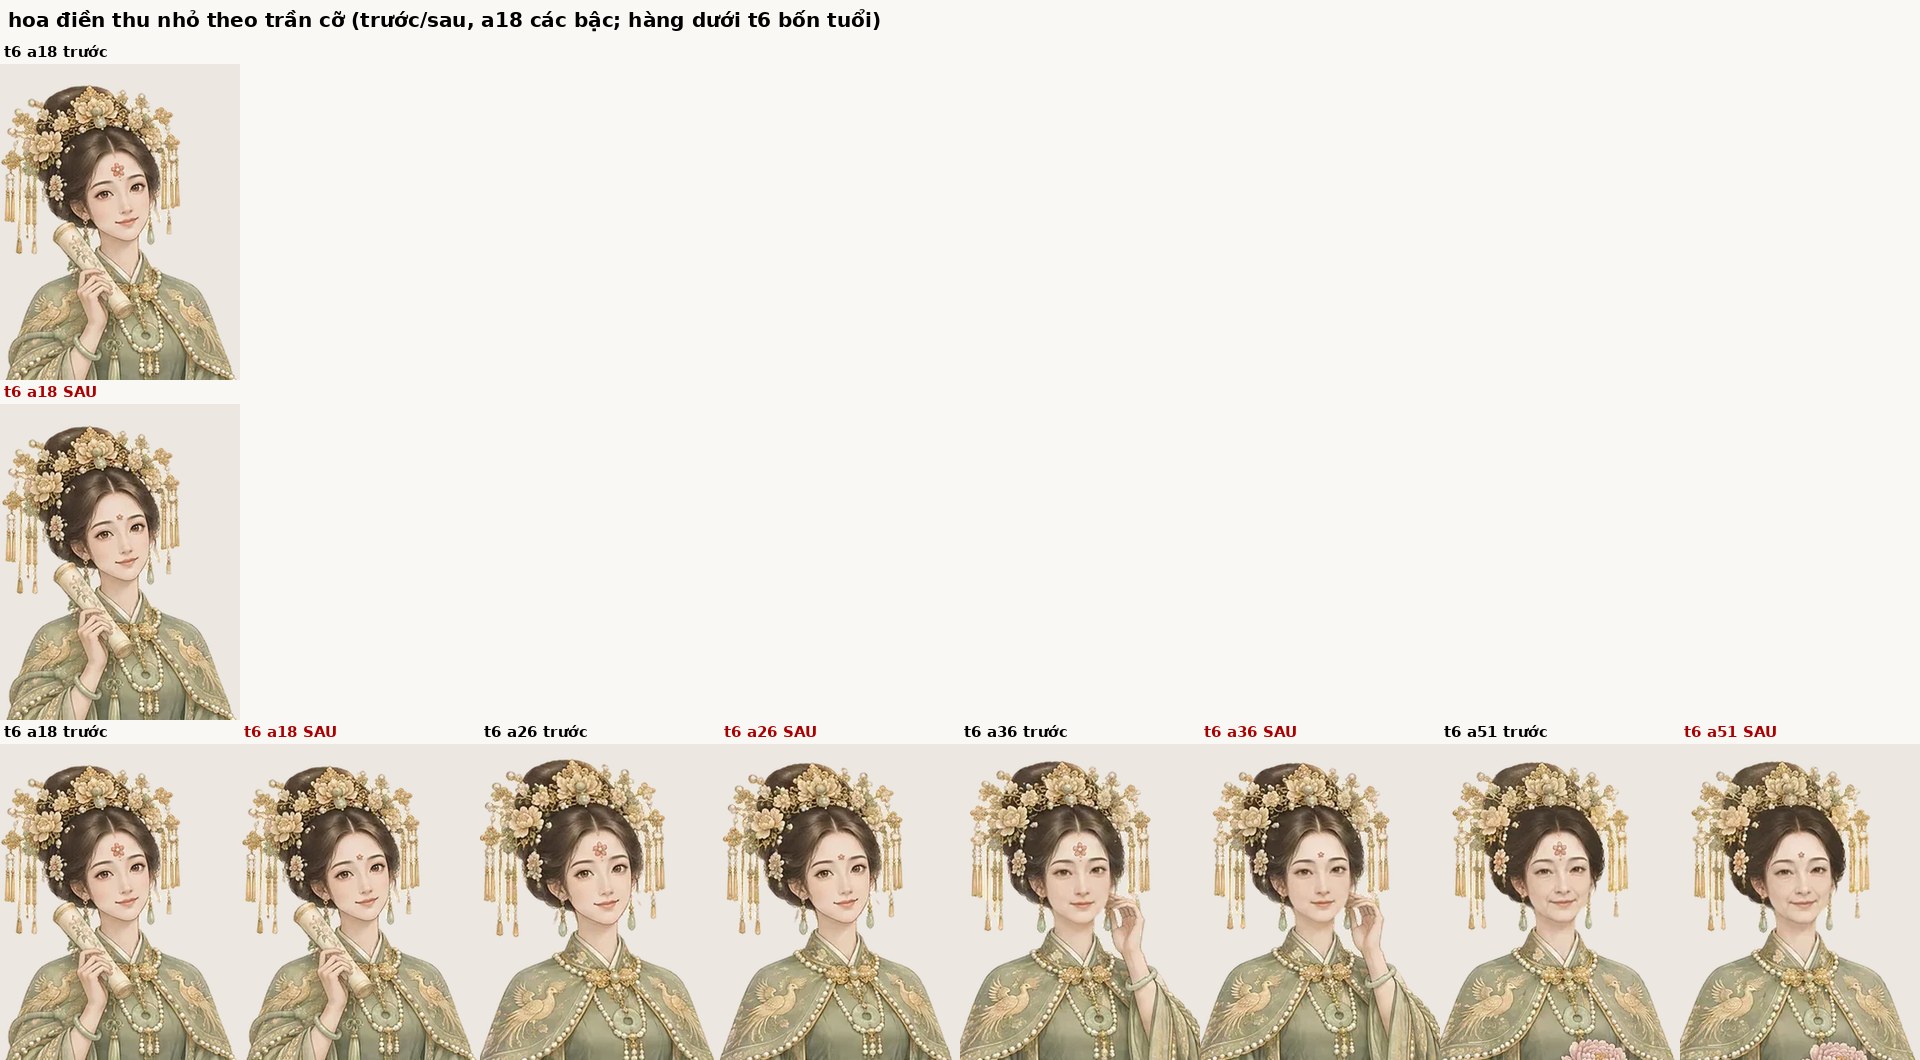 hoa điền thu nhỏ theo trần cỡ (trước/sau, a18 các bậc; hàng dưới t6 bốn tuổi)
t6 a18 trước
t6 a18 SAU
t6 a18 trước t6 a18 SAU t6 a26 trước t6 a26 SAU t6 a36 trước t6 a36 SAU t6 a51 trước t6 a51 SAU